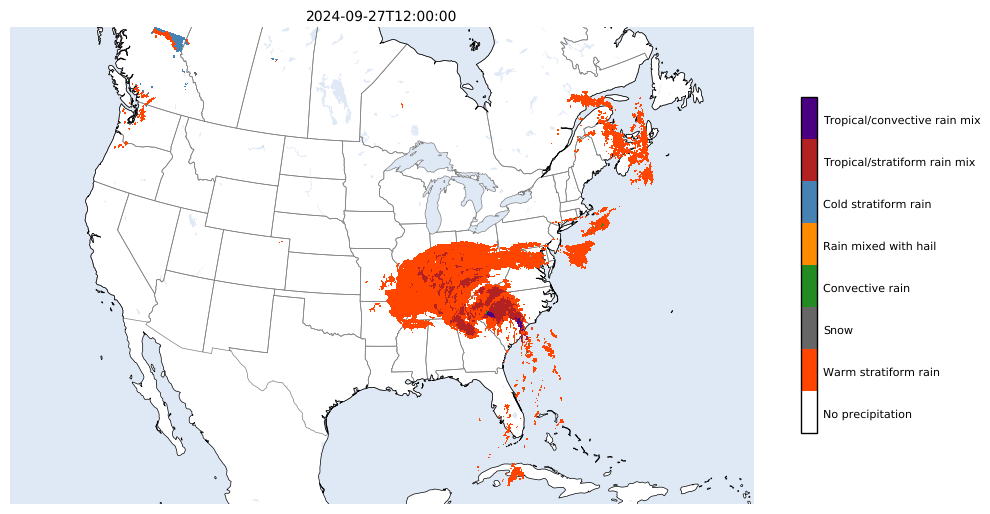 2024-09-27T12:00:00
Tropical/convective rain mix
Tropical/stratiform rain mix
Cold stratiform rain
Rain mixed with hail
Convective rain
Snow
Warm stratiform rain
No precipitation